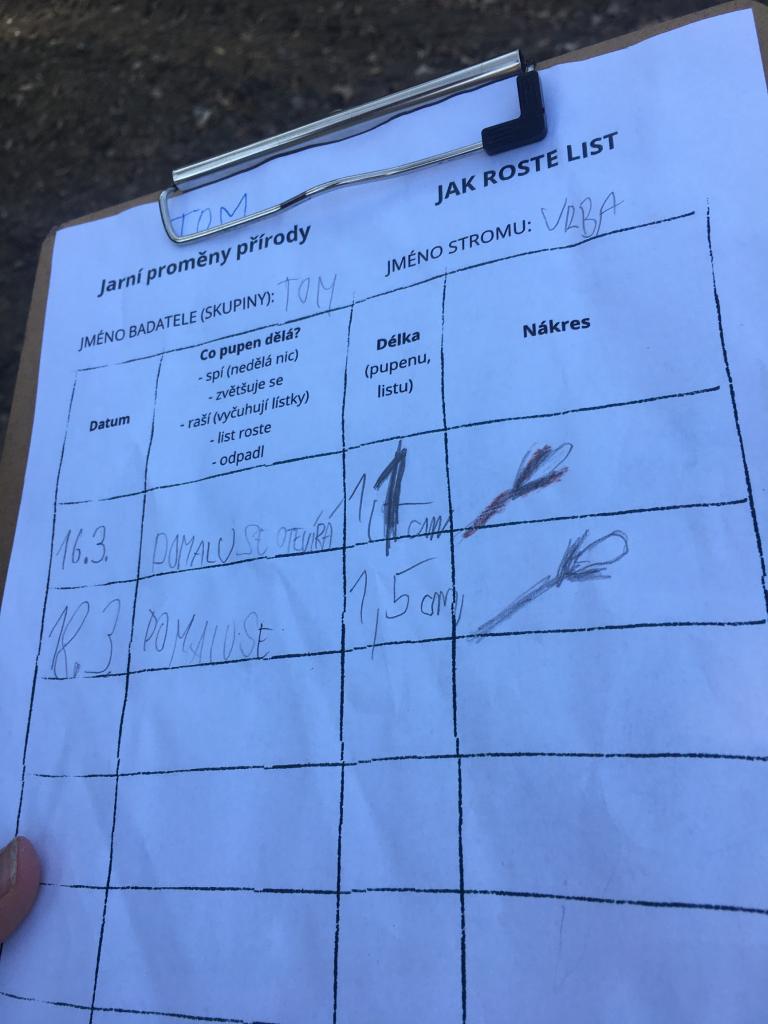 TOM
JAK ROSTE LIST
Jarní proměny přírody
JMÉNO BADATELE (SKUPINY): TOM
JMÉNO STROMU: VRBA
Datum
Co pupen dělá?
- spí (nedělá nic)
- zvětšuje se
- raší (vyčuhují lístky)
- list roste
- odpadl
Délka
(pupenu,
listu)
Nákres
16.3.
POMALU SE OTEVÍRÁ
1,1 cm
18.3
POMALU SE
1,5 cm